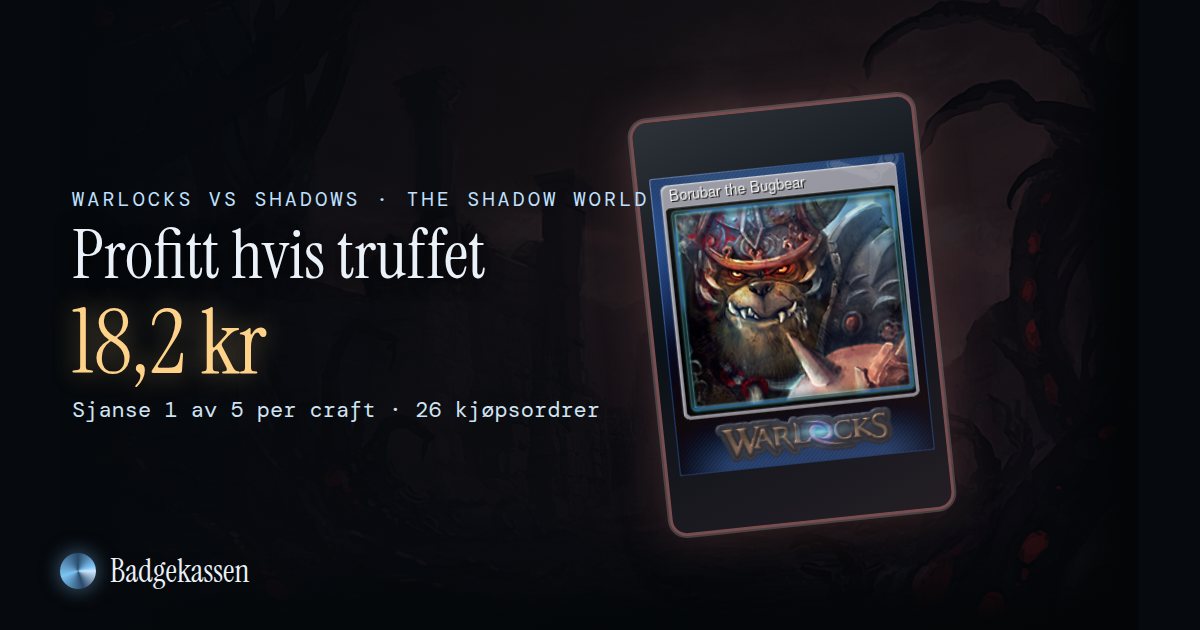 WARLOCKS VS SHADOWS · THE SHADOW WORLD
Profitt hvis truffet
18,2 kr
Sjanse 1 av 5 per craft · 26 kjøpsordrer
Borubar the Bugbear
WARLOCKS
Badgekassen